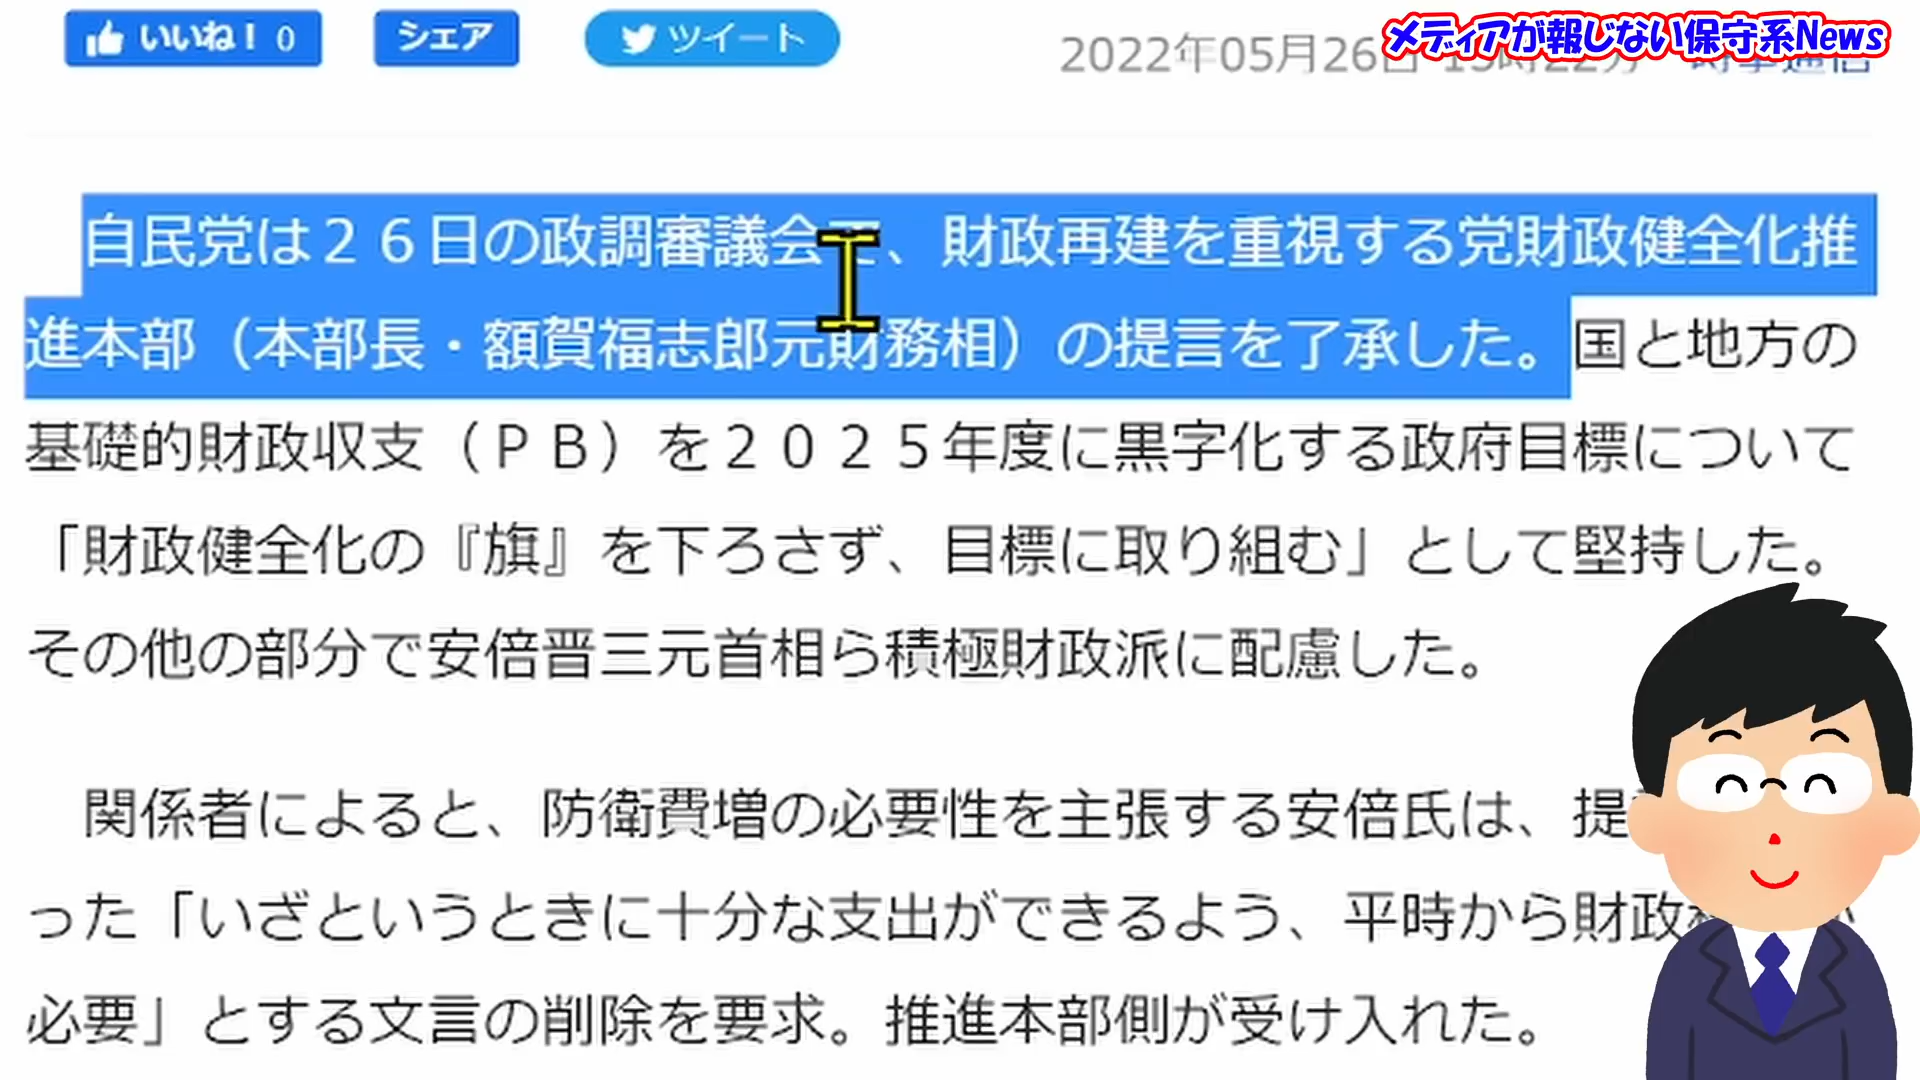 いいね！ 0
シェア
ツイート
メディアが報じない保守系News
2022年05月26日
自民党は２６日の政調審議会で、財政再建を重視する党財政健全化推
進本部（本部長・額賀福志郎元財務相）の提言を了承した。国と地方の
基礎的財政収支（ＰＢ）を２０２５年度に黒字化する政府目標について
「財政健全化の『旗』を下ろさず、目標に取り組む」として堅持した。
その他の部分で安倍晋三元首相ら積極財政派に配慮した。
関係者によると、防衛費増の必要性を主張する安倍氏は、提
った「いざというときに十分な支出ができるよう、平時から財政
必要」とする文言の削除を要求。推進本部側が受け入れた。